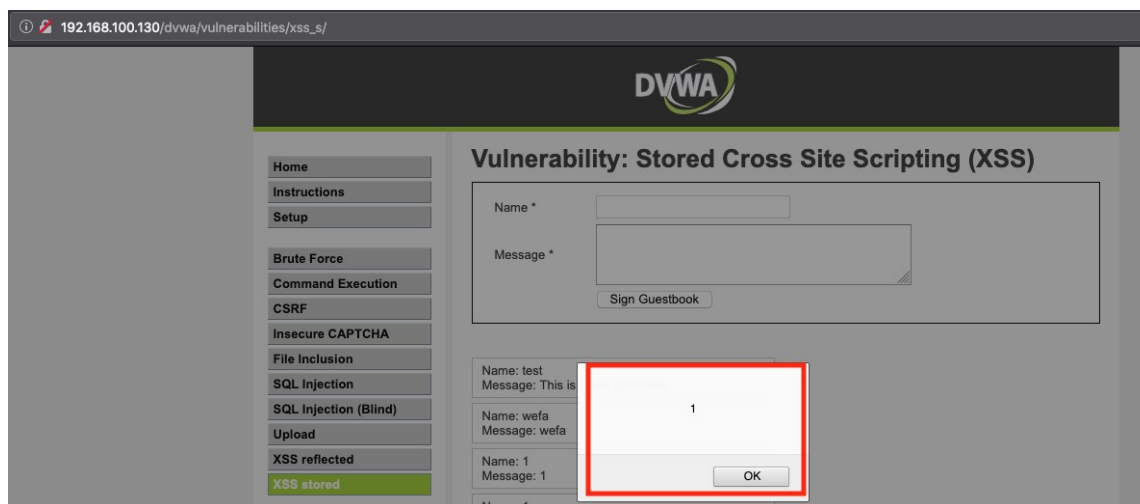 192.168.100.130/dvwa/vulnerabilities/xss_s/
DVWA
Home
Instructions
Setup
Brute Force
Command Execution
CSRF
Insecure CAPTCHA
File Inclusion
SQL Injection
SQL Injection (Blind)
Upload
XSS reflected
XSS stored
Vulnerability: Stored Cross Site Scripting (XSS)
Name *
Message *
Sign Guestbook
Name: test
Message: This is
Name: wefa
Message: wefa
Name: 1
Message: 1
1
OK